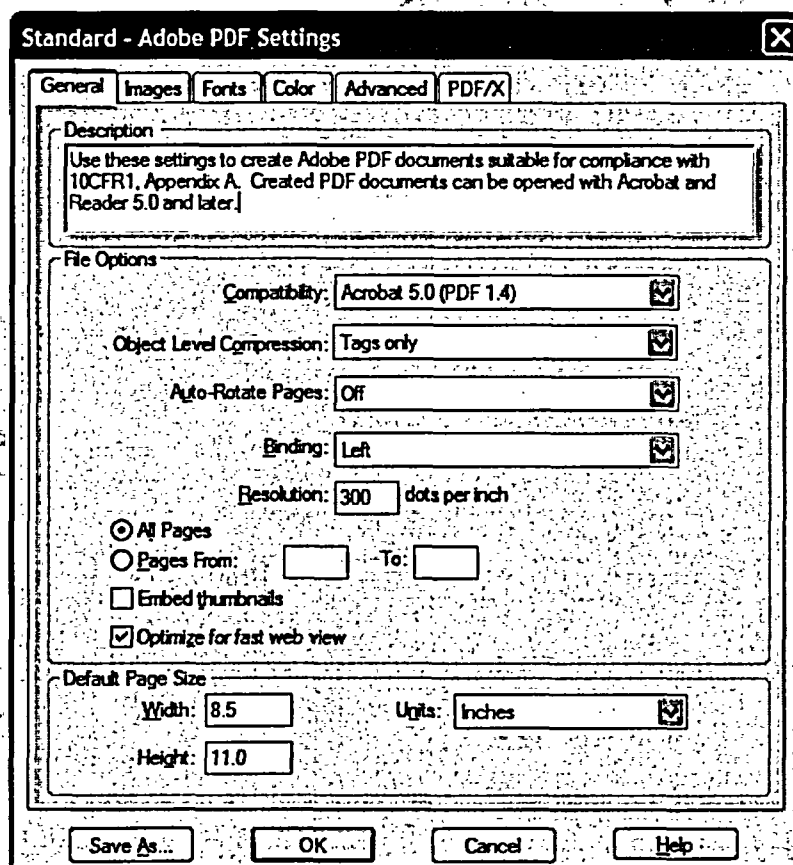 Standard - Adobe PDF Settings
General Images Fonts Color Advanced PDF/X
Description
Use these settings to create Adobe PDF documents suitable for compliance with
10CFR1, Appendix A. Created PDF documents can be opened with Acrobat and
Reader 5.0 and later.
File Options
Compatibility: Acrobat 5.0 (PDF 1.4)
Object Level Compression: Tags only
Auto-Rotate Pages: Off
Binding: Left
Resolution: 300 dots per inch
All Pages
Pages From: To:
Embed thumbnails
Optimize for fast web view
Default Page Size
Width: 8.5 Units: Inches
Height: 11.0
Save As... OK Cancel Help